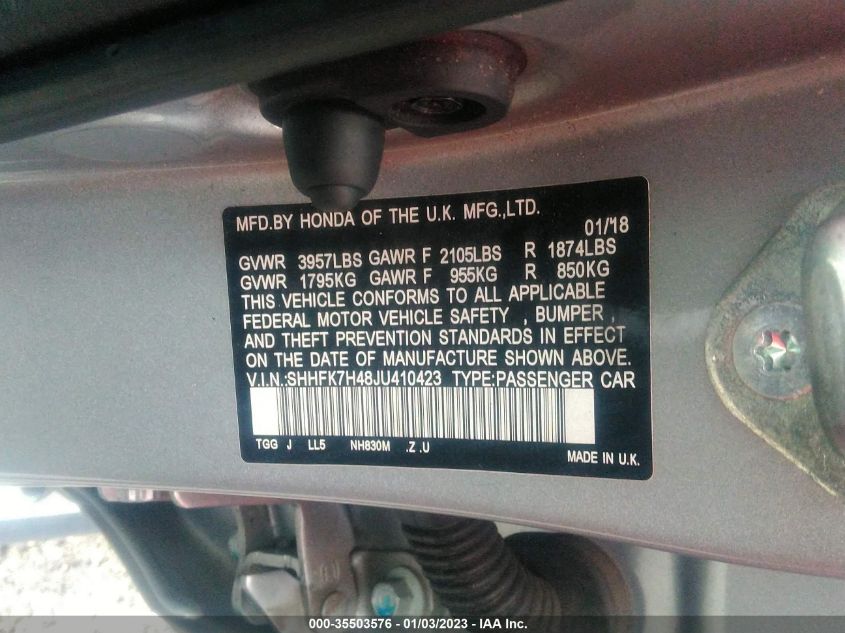 MFD.BY HONDA OF THE U.K. MFG.,LTD.
01/18
GVWR 3957LBS GAWR F 2105LBS R 1874LBS
GVWR 1795KG GAWR F 955KG R 850KG
THIS VEHICLE CONFORMS TO ALL APPLICABLE
FEDERAL MOTOR VEHICLE SAFETY , BUMPER ,
AND THEFT PREVENTION STANDARDS IN EFFECT
ON THE DATE OF MANUFACTURE SHOWN ABOVE.
V.I.N.:SHHFK7H48JU410423 TYPE:PASSENGER CAR
TGG J LL5 NH830M .Z .U
MADE IN U.K.
000-35503576 - 01/03/2023 - IAA Inc.